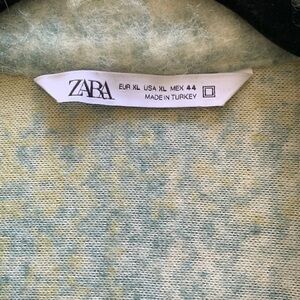 ZARA
EUR XL USA XL MEX 44
MADE IN TURKEY